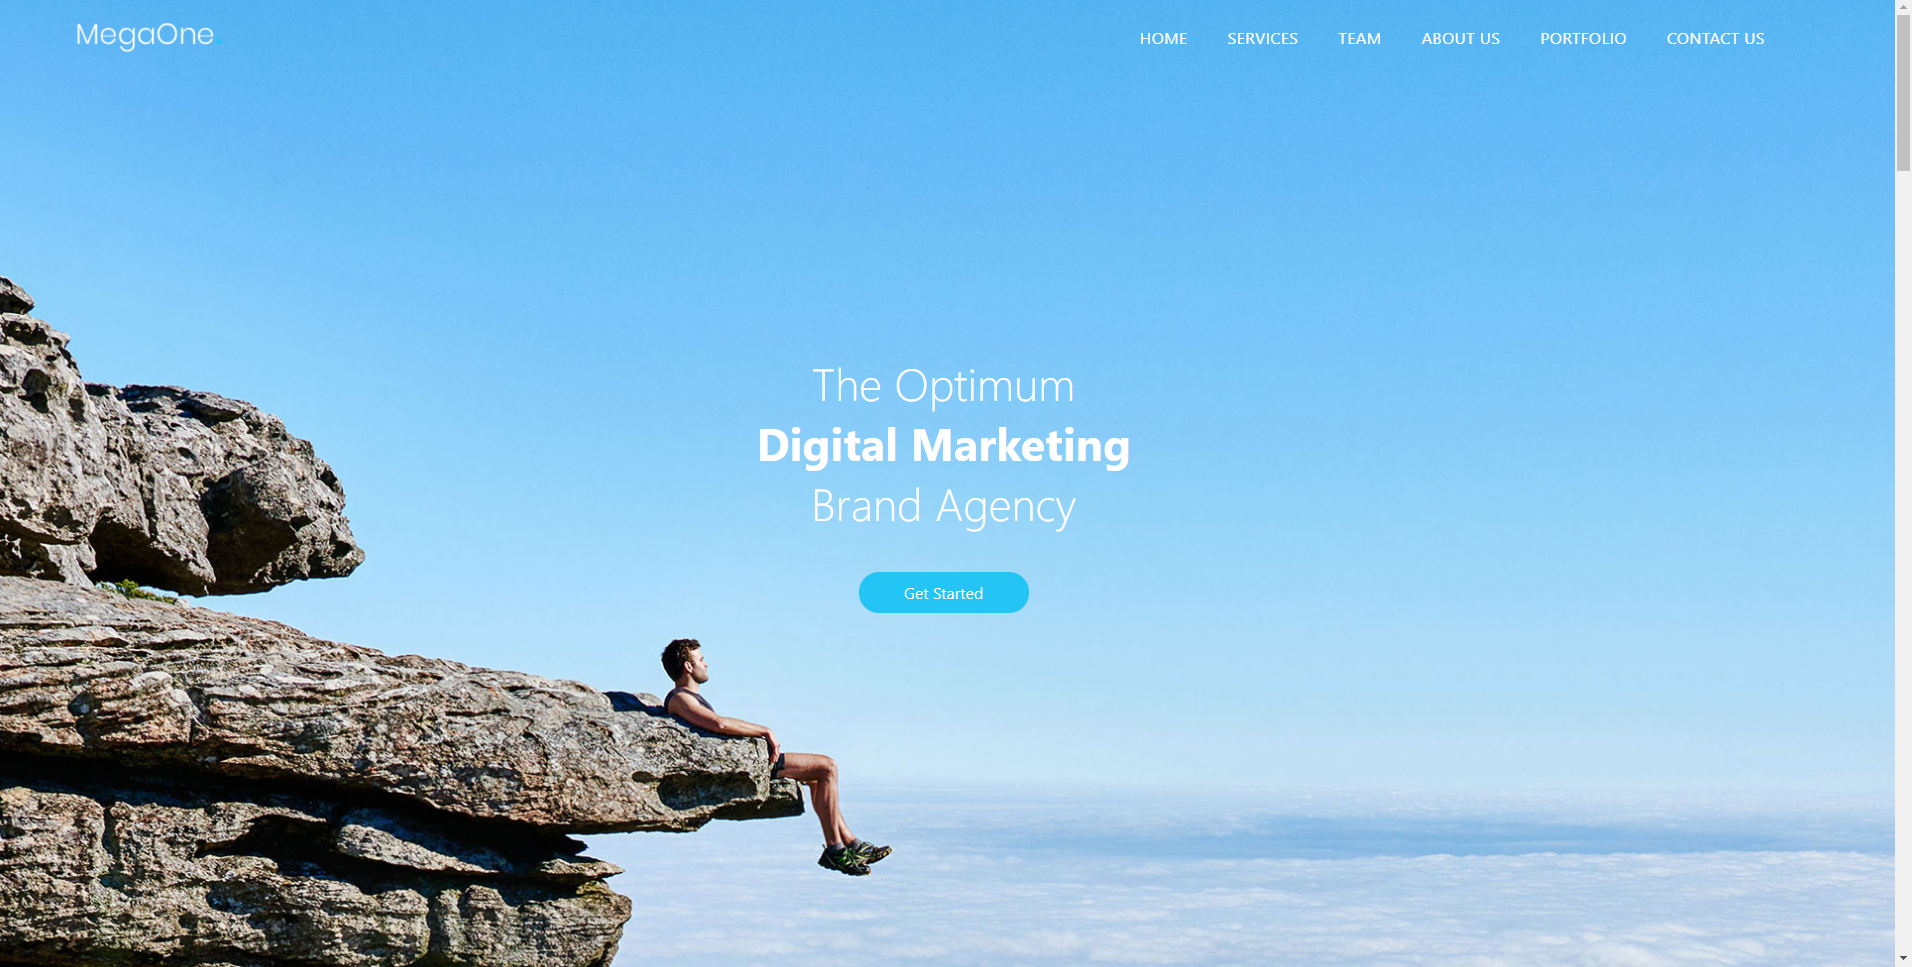 MegaOne.
HOME SERVICES TEAM ABOUT US PORTFOLIO CONTACT US
The Optimum
Digital Marketing
Brand Agency
Get Started